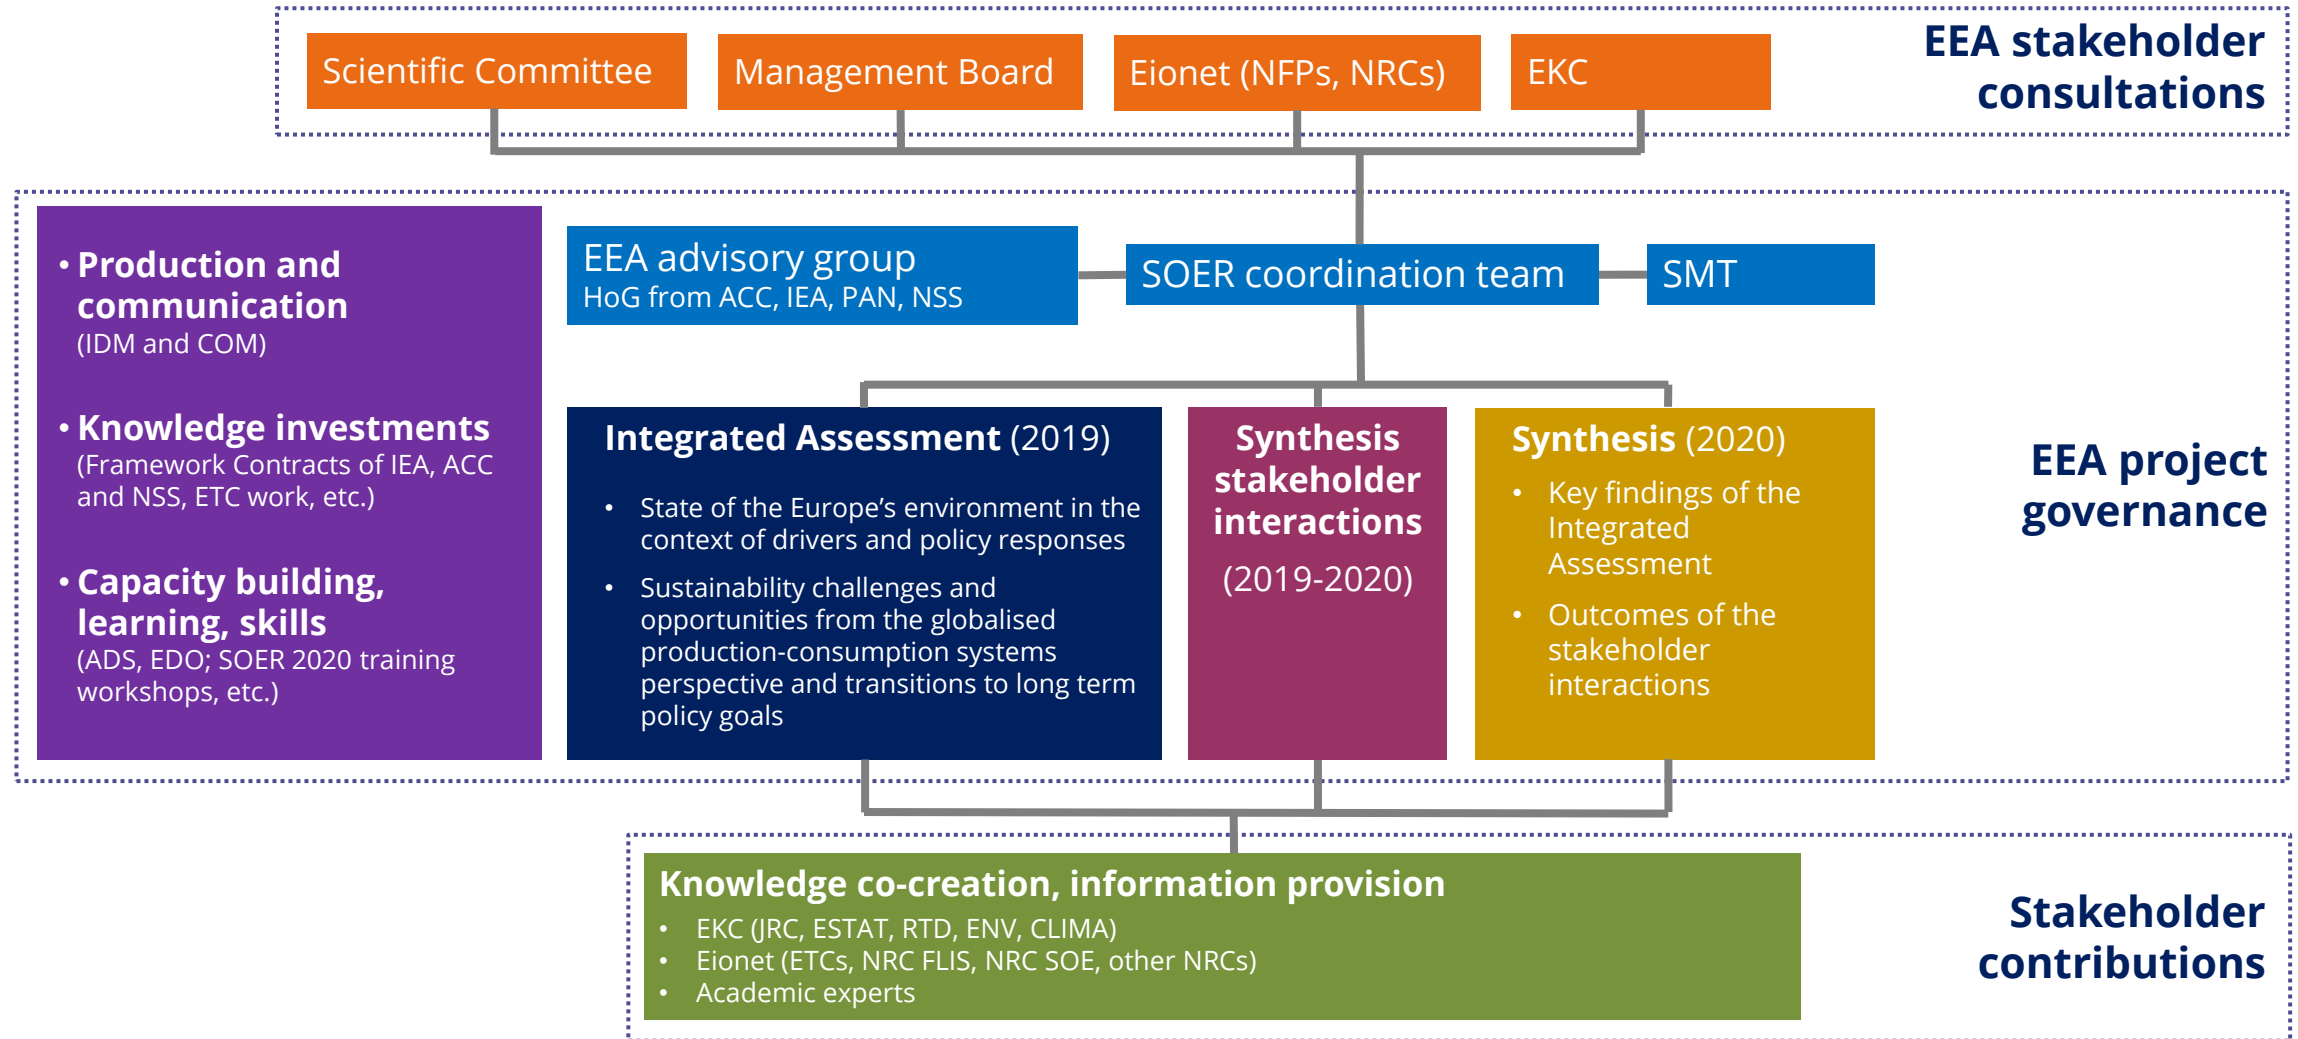 Scientific Committee
Management Board
Eionet (NFPs, NRCs)
EKC
EEA stakeholder
consultations
• Production and
communication
(IDM and COM)
• Knowledge investments
(Framework Contracts of IEA, ACC
and NSS, ETC work, etc.)
• Capacity building,
learning, skills
(ADS, EDO; SOER 2020 training
workshops, etc.)
EEA advisory group
HoG from ACC, IEA, PAN, NSS
SOER coordination team
SMT
Integrated Assessment (2019)
• State of the Europe’s environment in the
context of drivers and policy responses
• Sustainability challenges and
opportunities from the globalised
production-consumption systems
perspective and transitions to long term
policy goals
Synthesis
stakeholder
interactions
(2019-2020)
Synthesis (2020)
• Key findings of the
Integrated
Assessment
• Outcomes of the
stakeholder
interactions
EEA project
governance
Knowledge co-creation, information provision
• EKC (JRC, ESTAT, RTD, ENV, CLIMA)
• Eionet (ETCs, NRC FLIS, NRC SOE, other NRCs)
• Academic experts
Stakeholder
contributions